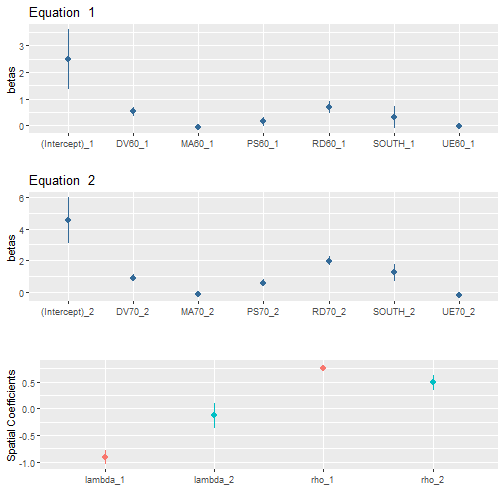 Equation 1
betas
3
2
1
0
(Intercept)_1 DV60_1 MA60_1 PS60_1 RD60_1 SOUTH_1 UE60_1
Equation 2
betas
6
4
2
0
(Intercept)_2 DV70_2 MA70_2 PS70_2 RD70_2 SOUTH_2 UE70_2
Spatial Coefficients
0.5
0.0
-0.5
-1.0
lambda_1 lambda_2 rho_1 rho_2